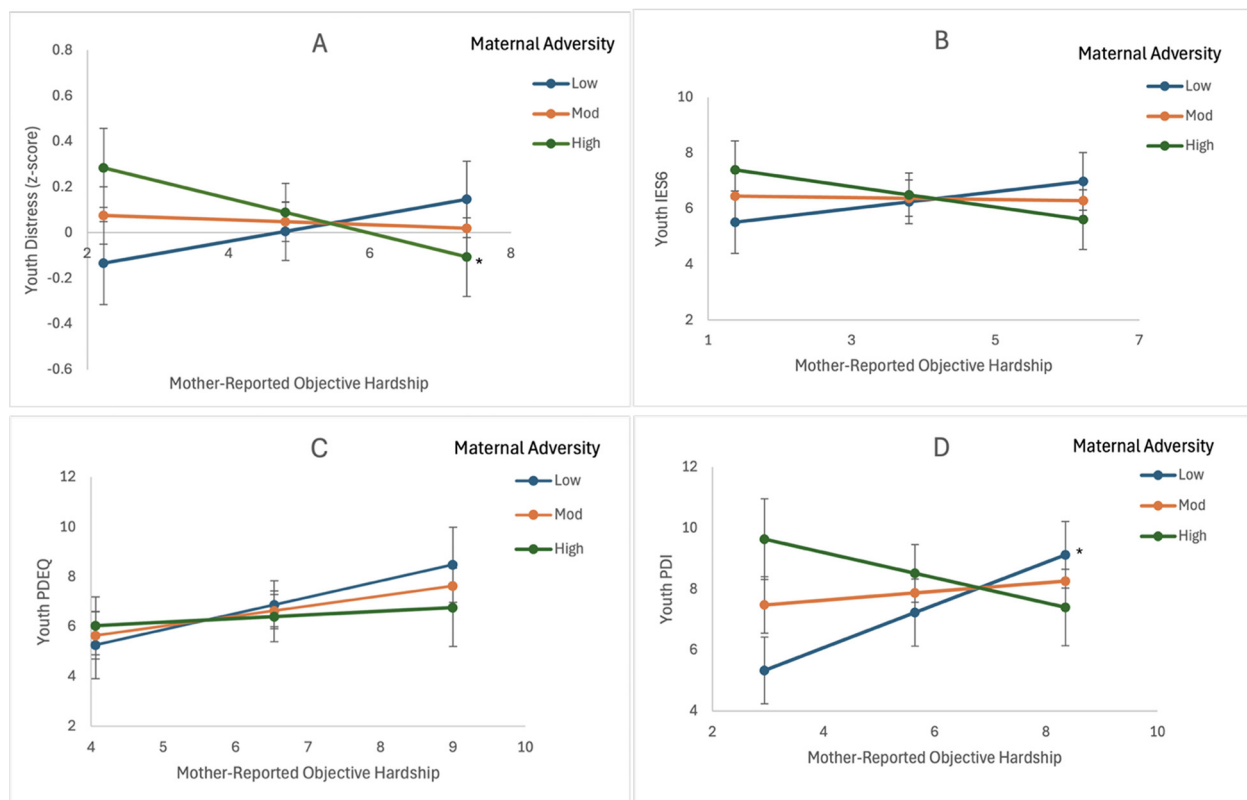 A
Maternal Adversity
Low
Mod
High
Youth Distress (z-score)
0.8
0.6
0.4
0.2
0
-0.2
-0.4
-0.6
2 4 6 8
*
Mother-Reported Objective Hardship
B
Maternal Adversity
Low
Mod
High
Youth IES6
10
8
6
4
2
1 3 5 7
Mother-Reported Objective Hardship
C
Maternal Adversity
Low
Mod
High
Youth PDEQ
12
10
8
6
4
2
4 5 6 7 8 9 10
Mother-Reported Objective Hardship
D
Maternal Adversity
Low
Mod
High
Youth PDI
12
10
8
6
4
*
2 4 6 8 10
Mother-Reported Objective Hardship